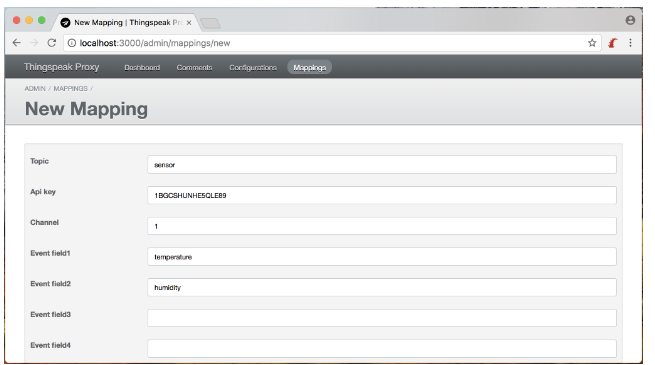 New Mapping | Thingspeak Pro
localhost:3000/admin/mappings/new
Thingspeak Proxy Dashboard Comments Configurations Mappings
ADMIN / MAPPINGS /
New Mapping
Topic sensor
Api key 1BGCSHUNHE5QLE89
Channel 1
Event field1 temperature
Event field2 humidity
Event field3
Event field4